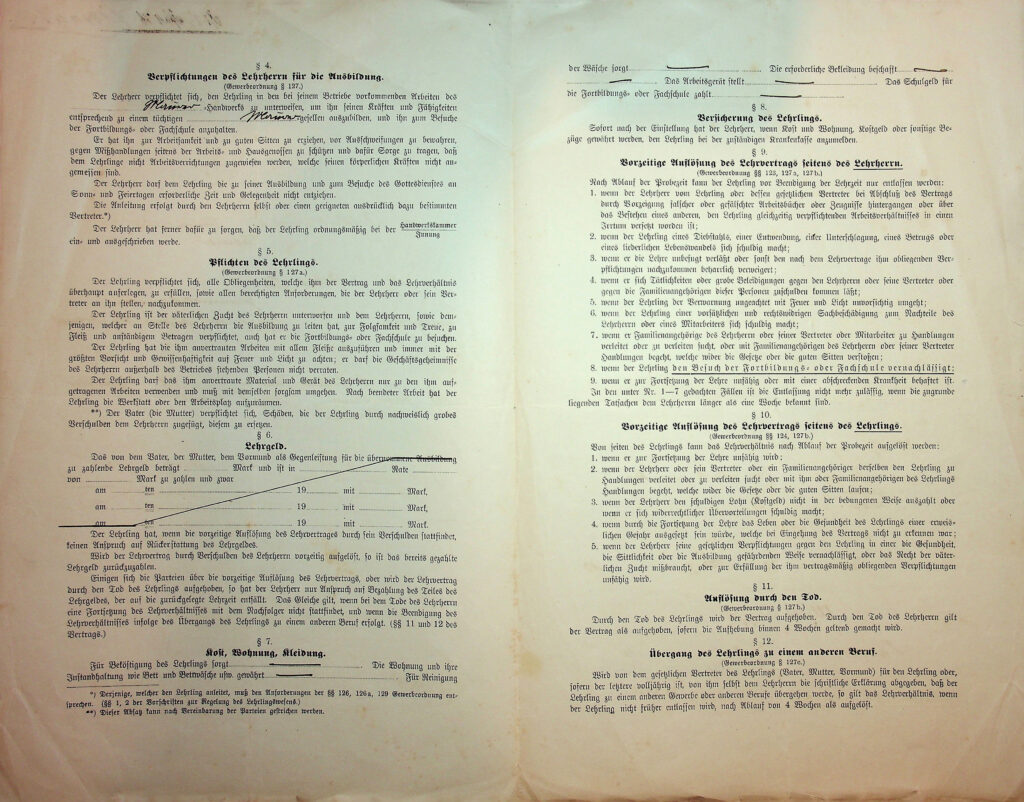 § 4.
Verpflichtungen des Lehrherrn für die Ausbildung.
(Gewerbeordnung § 127.)
Der Lehrherr verpflichtet sich, den Lehrling in den bei seinem Betriebe vorkommenden Arbeiten des
-Handwerks zu unterweisen, um ihn seinen Kräften und Fähigkeiten
entsprechend zu einem tüchtigen gesellen auszubilden, und ihn zum Besuche
der Fortbildungs- oder Fachschule anzuhalten.
Er hat ihn zur Arbeitsamkeit und zu guten Sitten zu erziehen, vor Ausschweifungen zu bewahren,
gegen Mißhandlungen seitens der Arbeits- und Hausgenossen zu schützen und dafür Sorge zu tragen, daß
dem Lehrlinge nicht Arbeitsverrichtungen zugewiesen werden, welche seinen körperlichen Kräften nicht an-
gemessen sind.
Der Lehrherr darf dem Lehrling die zu seiner Ausbildung und zum Besuche des Gottesdienstes an
Sonn- und Feiertagen erforderliche Zeit und Gelegenheit nicht entziehen.
Die Anleitung erfolgt durch den Lehrherrn selbst oder einen geeigneten ausdrücklich dazu bestimmten
Vertreter.*)
Der Lehrherr hat ferner dafür zu sorgen, daß der Lehrling ordnungsmäßig bei der Handwerkskammer
Innung
ein- und ausgeschrieben werde.
§ 5.
Pflichten des Lehrlings.
(Gewerbeordnung § 127a.)
Der Lehrling verpflichtet sich, alle Obliegenheiten, welche ihm der Vertrag und das Lehrverhältnis
überhaupt auferlegen, zu erfüllen, sowie allen berechtigten Anforderungen, die der Lehrherr oder sein Ver-
treter an ihn stellen, nachzukommen.
Der Lehrling ist der väterlichen Zucht des Lehrherrn unterworfen und dem Lehrherrn, sowie dem-
jenigen, welcher an Stelle des Lehrherrn die Ausbildung zu leiten hat, zur Folgsamkeit und Treue, zu
Fleiß und anständigem Betragen verpflichtet, auch hat er die Fortbildungs- oder Fachschule zu besuchen.
Der Lehrling hat die ihm anvertrauten Arbeiten mit allem Fleiße auszuführen und immer mit der
größten Vorsicht und Gewissenhaftigkeit auf Feuer und Licht zu achten; er darf die Geschäftsgeheimnisse
des Lehrherrn außerhalb des Betriebs stehenden Personen nicht verraten.
Der Lehrling darf das ihm anvertraute Material und Gerät des Lehrherrn nur zu den ihm auf-
getragenen Arbeiten verwenden und muß mit demselben sorgsam umgehen. Nach beendeter Arbeit hat der
Lehrling die Werkstatt oder den Arbeitsplatz aufzuräumen.
**) Der Vater (die Mutter) verpflichtet sich, Schäden, die der Lehrling durch nachweislich grobes
Verschulden dem Lehrherrn zugefügt, diesem zu ersetzen.
§ 6.
Lehrgeld.
Das von dem Vater, der Mutter, dem Vormund als Gegenleistung für die übernommene Ausbildung
zu zahlende Lehrgeld beträgt Mark und ist in Rate
von Mark zu zahlen und zwar
am ten 19 mit Mark.
am ten 19 mit Mark,
am ten 19 mit Mark.
Der Lehrling hat, wenn die vorzeitige Auflösung des Lehrvertrages durch sein Verschulden stattfindet,
keinen Anspruch auf Rückerstattung des Lehrgeldes.
Wird der Lehrvertrag durch Verschulden des Lehrherrn vorzeitig aufgelöst, so ist das bereits gezahlte
Lehrgeld zurückzuzahlen.
Einigen sich die Parteien über die vorzeitige Auflösung des Lehrvertrags, oder wird der Lehrvertrag
durch den Tod des Lehrlings aufgehoben, so hat der Lehrherr nur Anspruch auf Bezahlung des Teiles des
Lehrgeldes, der auf die zurückgelegte Lehrzeit entfällt. Das Gleiche gilt, wenn bei dem Tode des Lehrherrn
eine Fortsetzung des Lehrverhältnisses mit dem Nachfolger nicht stattfindet, und wenn die Beendigung des
Lehrverhältnisses infolge des Übergangs des Lehrlings zu einem anderen Beruf erfolgt. (§§ 11 und 12 des
Vertrags.)
§ 7.
Kost, Wohnung, Kleidung.
Für Beköstigung des Lehrlings sorgt Die Wohnung und ihre
Instandhaltung wie Bett und Bettwäsche usw. gewährt Für Reinigung
*) Derjenige, welcher den Lehrling anleitet, muß den Anforderungen der §§ 126, 126a, 129 Gewerbeordnung ent-
sprechen. (§§ 1, 2 der Vorschriften zur Regelung des Lehrlingswesens.)
**) Dieser Absatz kann nach Vereinbarung der Parteien gestrichen werden.
der Wäsche sorgt Die erforderliche Bekleidung beschafft
Das Arbeitsgerät stellt Das Schulgeld für
die Fortbildungs- oder Fachschule zahlt
§ 8.
Versicherung des Lehrlings.
Sofort nach der Einstellung hat der Lehrherr, wenn Kost und Wohnung, Kostgeld oder sonstige Be-
züge gewährt werden, den Lehrling bei der zuständigen Krankenkasse anzumelden.
§ 9.
Vorzeitige Auflösung des Lehrvertrags seitens des Lehrherrn.
(Gewerbeordnung §§ 123, 127a, 127b.)
Nach Ablauf der Probezeit kann der Lehrling vor Beendigung der Lehrzeit nur entlassen werden:
1. wenn der Lehrherr vom Lehrling oder dessen gesetzlichen Vertreter bei Abschluß des Vertrags
durch Vorzeigung falscher oder gefälschter Arbeitsbücher oder Zeugnisse hintergangen oder über
das Bestehen eines anderen, den Lehrling gleichzeitig verpflichtenden Arbeitsverhältnisses in einen
Irrtum versetzt worden ist;
2. wenn der Lehrling eines Diebstahls, einer Entwendung, einer Unterschlagung, eines Betrugs oder
eines liederlichen Lebenswandels sich schuldig macht;
3. wenn er die Lehre unbefugt verläßt oder sonst den nach dem Lehrvertrage ihm obliegenden Ver-
pflichtungen nachzukommen beharrlich verweigert;
4. wenn er sich Tätlichkeiten oder grobe Beleidigungen gegen den Lehrherrn oder seine Vertreter oder
gegen die Familienangehörigen dieser Personen zuschulden kommen läßt;
5. wenn der Lehrling der Verwarnung ungeachtet mit Feuer und Licht unvorsichtig umgeht;
6. wenn der Lehrling einer vorsätzlichen und rechtswidrigen Sachbeschädigung zum Nachteile des
Lehrherrn oder eines Mitarbeiters sich schuldig macht;
7. wenn er Familienangehörige des Lehrherrn oder seiner Vertreter oder Mitarbeiter zu Handlungen
verleitet oder zu verleiten sucht, oder mit Familienangehörigen des Lehrherrn oder seiner Vertreter
Handlungen begeht, welche wider die Gesetze oder die guten Sitten verstoßen;
8. wenn der Lehrling den Besuch der Fortbildungs- oder Fachschule vernachlässigt;
9. wenn er zur Fortsetzung der Lehre unfähig oder mit einer abschreckenden Krankheit behaftet ist.
In den unter Nr. 1—7 gedachten Fällen ist die Entlassung nicht mehr zulässig, wenn die zugrunde
liegenden Tatsachen dem Lehrherrn länger als eine Woche bekannt sind.
§ 10.
Vorzeitige Auflösung des Lehrvertrags seitens des Lehrlings.
(Gewerbeordnung §§ 124, 127b.)
Von seiten des Lehrlings kann das Lehrverhältnis nach Ablauf der Probezeit aufgelöst werden:
1. wenn er zur Fortsetzung der Lehre unfähig wird;
2. wenn der Lehrherr oder sein Vertreter oder ein Familienangehöriger derselben den Lehrling zu
Handlungen verleitet oder zu verleiten sucht oder mit ihm oder Familienangehörigen des Lehrlings
Handlungen begeht, welche wider die Gesetze oder die guten Sitten laufen;
3. wenn der Lehrherr den schuldigen Lohn (Kostgeld) nicht in der bedungenen Weise auszahlt oder
wenn er sich widerrechtlicher Übervorteilungen schuldig macht;
4. wenn durch die Fortsetzung der Lehre das Leben oder die Gesundheit des Lehrlings einer erweis-
lichen Gefahr ausgesetzt sein würde, welche bei Eingehung des Vertrags nicht zu erkennen war;
5. wenn der Lehrherr seine gesetzlichen Verpflichtungen gegen den Lehrling in einer die Gesundheit,
die Sittlichkeit oder die Ausbildung gefährdenden Weise vernachlässigt, oder das Recht der väter-
lichen Zucht mißbraucht, oder zur Erfüllung der ihm vertragsmäßig obliegenden Verpflichtungen
unfähig wird.
§ 11.
Auflösung durch den Tod.
(Gewerbeordnung § 127b.)
Durch den Tod des Lehrlings wird der Vertrag aufgehoben. Durch den Tod des Lehrherrn gilt
der Vertrag als aufgehoben, sofern die Aufhebung binnen 4 Wochen geltend gemacht wird.
§ 12.
Übergang des Lehrlings zu einem anderen Beruf.
(Gewerbeordnung § 127e.)
Wird von dem gesetzlichen Vertreter des Lehrlings (Vater, Mutter, Vormund) für den Lehrling oder,
sofern der letztere volljährig ist, von ihm selbst dem Lehrherrn die schriftliche Erklärung abgegeben, daß der
Lehrling zu einem anderen Gewerbe oder anderen Berufe übergehen werde, so gilt das Lehrverhältnis, wenn
der Lehrling nicht früher entlassen wird, nach Ablauf von 4 Wochen als aufgelöst.